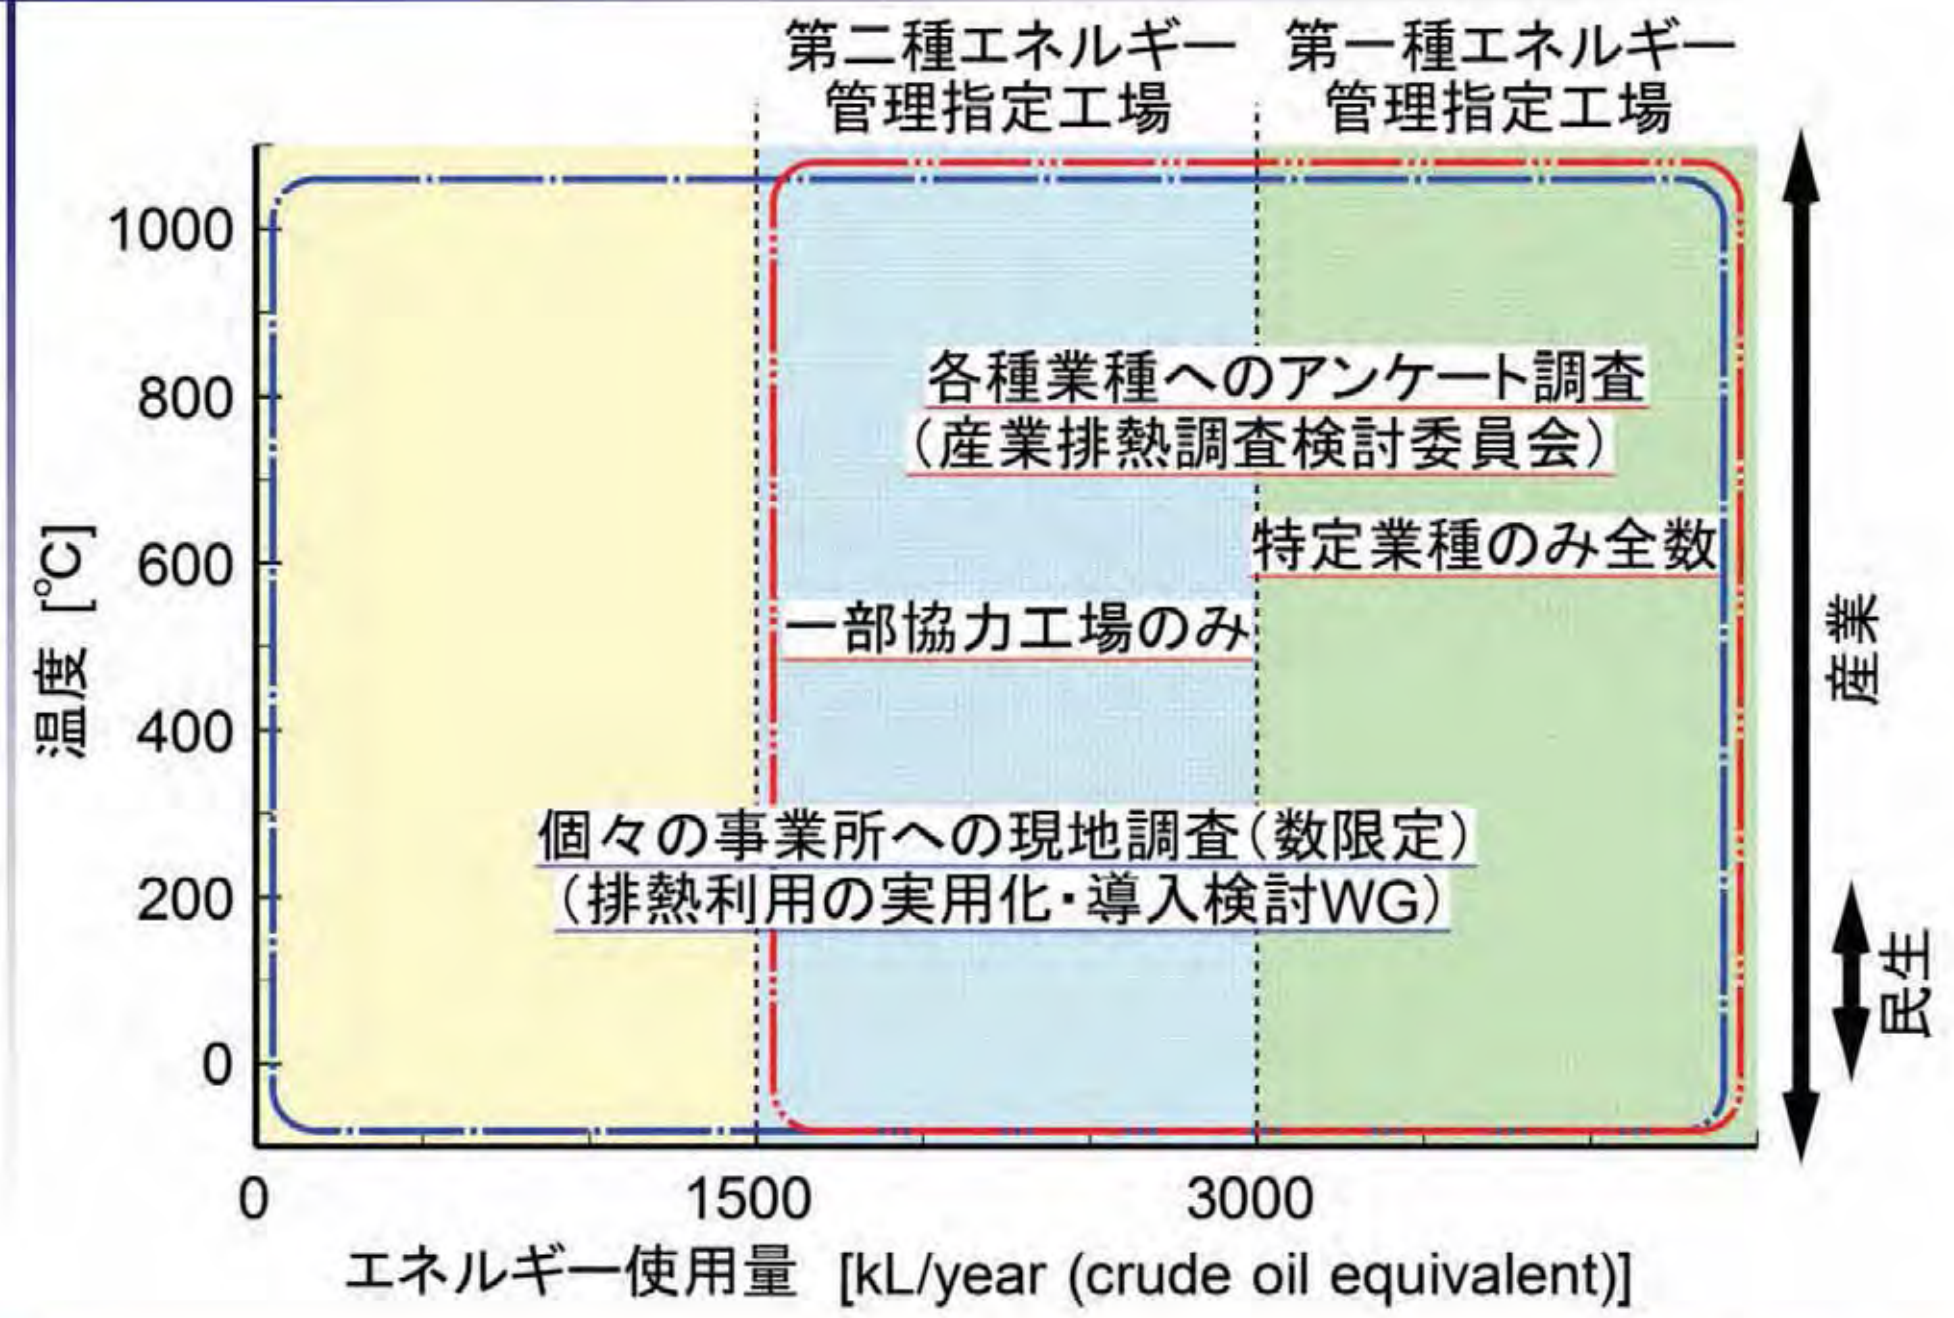 第二種エネルギー
管理指定工場
第一種エネルギー
管理指定工場
1000
800
600
400
200
0
温度 [℃]
各種業種へのアンケート調査
（産業排熱調査検討委員会）
特定業種のみ全数
一部協力工場のみ
個々の事業所への現地調査（数限定）
（排熱利用の実用化・導入検討WG）
産業
民生
0
1500
3000
エネルギー使用量 [kL/year (crude oil equivalent)]